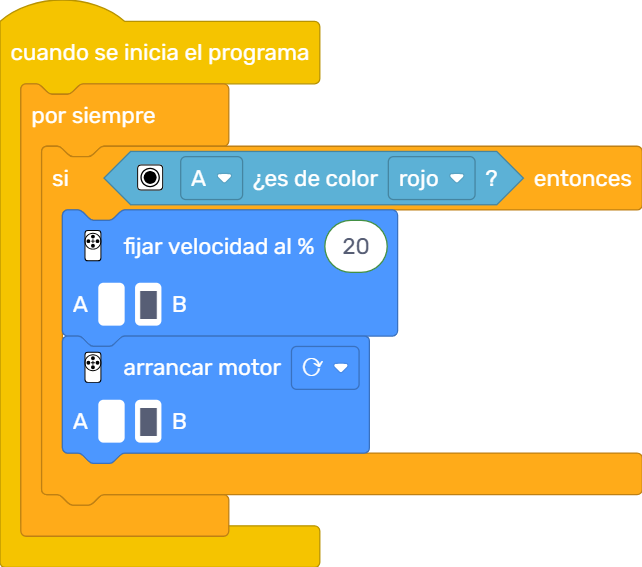 cuando se inicia el programa
por siempre
si A ¿es de color rojo ? entonces
fijar velocidad al % 20
A B
arrancar motor
A B